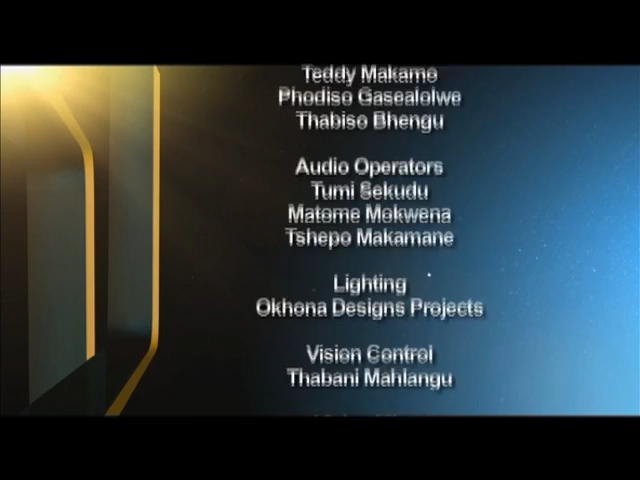 Teddy Makamo
Phodiso Gasealolwe
Thabiso Bhengu
Audio Operators
Tumi Sekudu
Matome Mokwena
Tshepo Makamane
Lighting
Okhona Designs Projects
Vision Control
Thabani Mahlangu